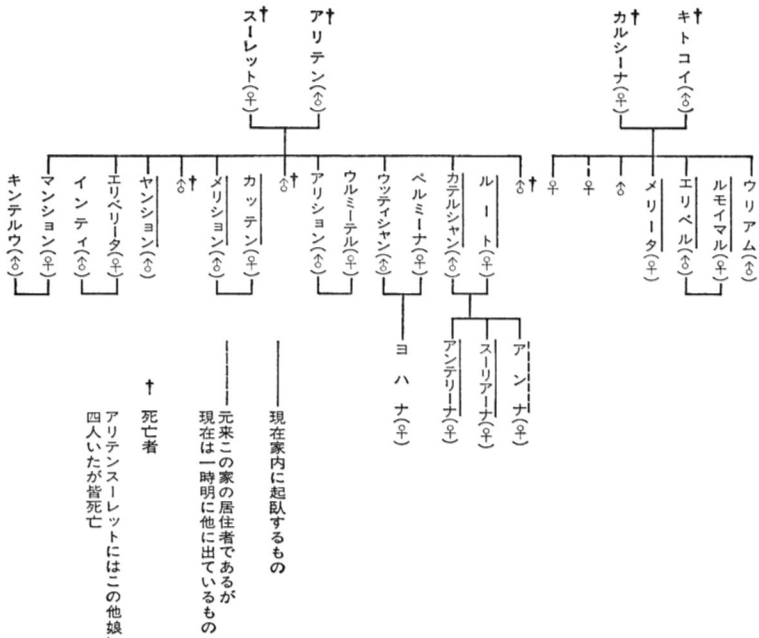 キトコイ(♂)†
カルシーナ(♀)†
アリテン(♂)†
スーレット(♀)†
ウリアム(♂)
ルモイマル(♀)
エリベル(♂)
メリータ(♀)
♂
♀
♀
♂†
ルート(♀)
カテルシャン(♂)
ペルミーナ(♀)
ウッティシャン(♂)
ウルミーテル(♀)
アリション(♂)
♂†
カッテン(♀)
メリション(♂)
♂†
ヤンション(♂)
エリベリータ(♀)
インティ(♂)
マンション(♀)
キンテルウ(♂)
アンナ(♀)
スーリアーナ(♀)
アンテリーナ(♀)
ヨハナ(♀)
現在家内に起臥するもの
元来この家の居住者であるが
現在は一時明に他に出ているもの
† 死亡者
アリテンスーレットにはこの他娘
四人いたが皆死亡